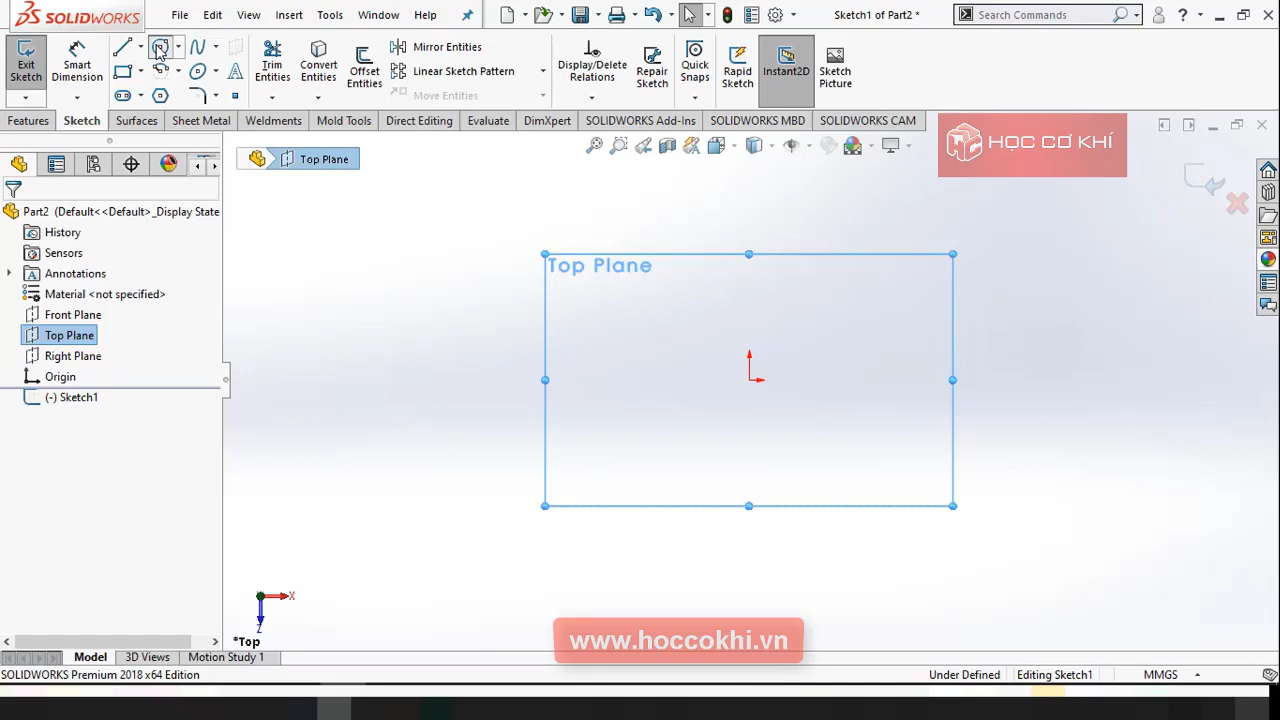 SOLIDWORKS
File Edit View Insert Tools Window Help
Sketch1 of Part2 *
Search Commands
Exit Sketch
Smart Dimension
Trim Entities
Convert Entities
Offset Entities
Mirror Entities
Linear Sketch Pattern
Move Entities
Display/Delete Relations
Repair Sketch
Quick Snaps
Rapid Sketch
Instant2D
Sketch Picture
Features Sketch Surfaces Sheet Metal Weldments Mold Tools Direct Editing Evaluate DimXpert SOLIDWORKS Add-Ins SOLIDWORKS MBD SOLIDWORKS CAM
HỌC CƠ KHÍ
Top Plane
Part2 (Default<<Default>_Display State
History
Sensors
Annotations
Material <not specified>
Front Plane
Top Plane
Right Plane
Origin
(-) Sketch1
Top Plane
X
Z
*Top
www.hoccokhi.vn
Model 3D Views Motion Study 1
SOLIDWORKS Premium 2018 x64 Edition
Under Defined Editing Sketch1 MMGS